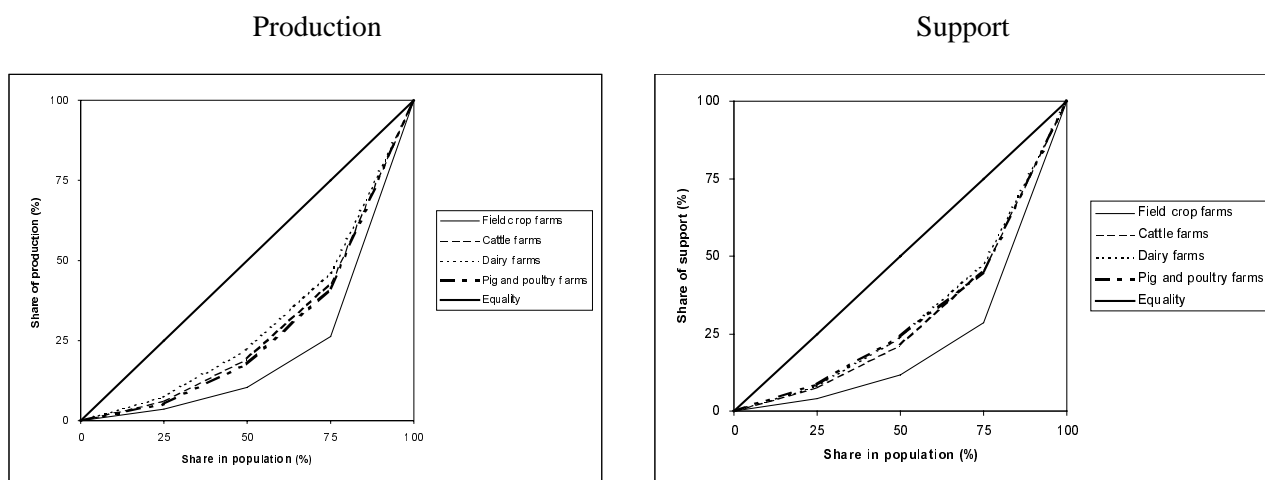 Production
Support
100
75
50
25
0
Share of production (%)
0 25 50 75 100
Share in population (%)
Field crop farms
Cattle farms
Dairy farms
Pig and poultry farms
Equality
100
75
50
25
0
Share of support (%)
0 25 50 75 100
Share in population (%)
Field crop farms
Cattle farms
Dairy farms
Pig and poultry farms
Equality